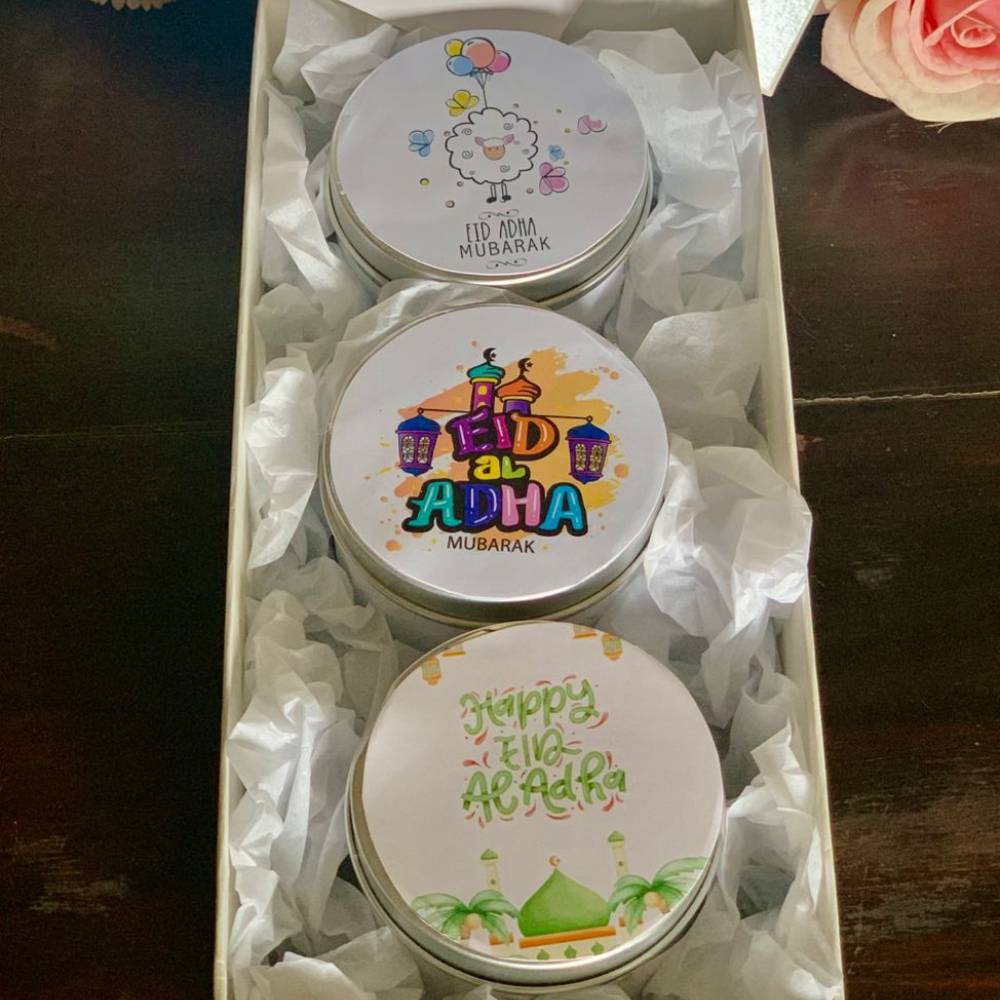 EID ADHA
MUBARAK
EID
al
ADHA
MUBARAK
Happy
EID
Al Adha